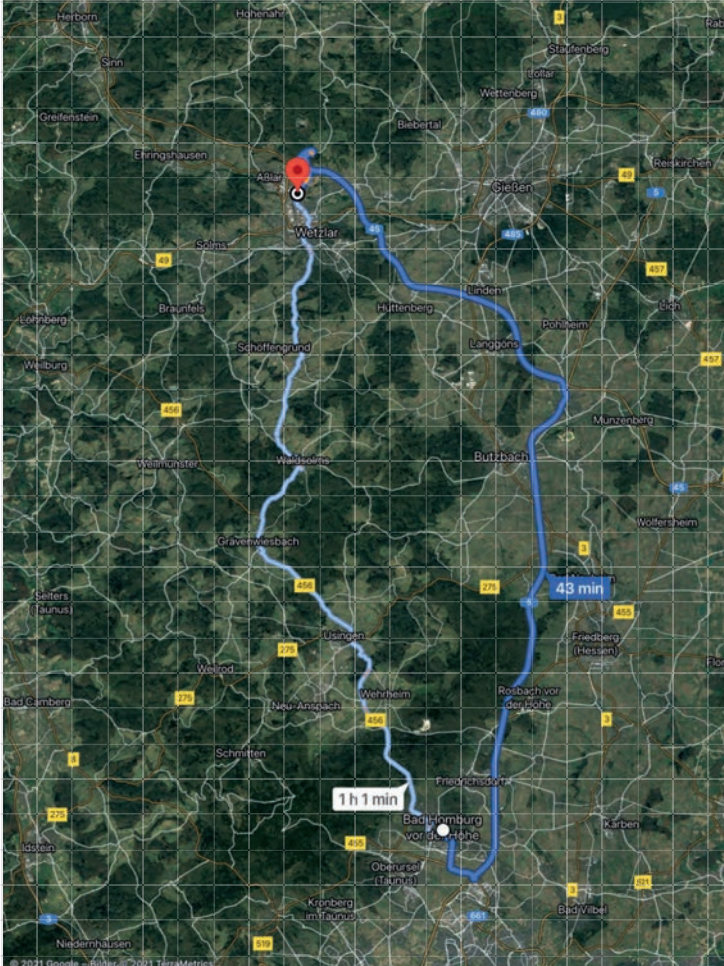 Herborn
Hohenahr
3
Staufenberg
Sinn
Lollar
Wettenberg
480
Greifenstein
Biebertal
Ehringshausen
Reiskirchen
49
Aßlar
Gießen
5
Wetzlar
45
485
Solms
49
457
Linden
Braunfels
Hüttenberg
Lich
Löhnberg
Pohlheim
Schöffengrund
Langgöns
457
Weilburg
456
Münzenberg
Butzbach
Waldsolms
Weilmünster
45
Wölfersheim
Grävenwiesbach
3
456
275
43 min
Selters
(Taunus)
5
455
Usingen
Friedberg
(Hessen)
275
Weilrod
Bad Camberg
275
Wehrheim
Rosbach vor
der Höhe
Neu-Anspach
456
3
Schmitten
Friedrichsdorf
1 h 1 min
275
Bad Homburg
vor der Höhe
Karben
455
Idstein
Oberursel
(Taunus)
3
521
Kronberg
im Taunus
Bad Vilbel
3
661
Niedernhausen
519
© 2021 Google – Bilder © 2021 TerraMetrics